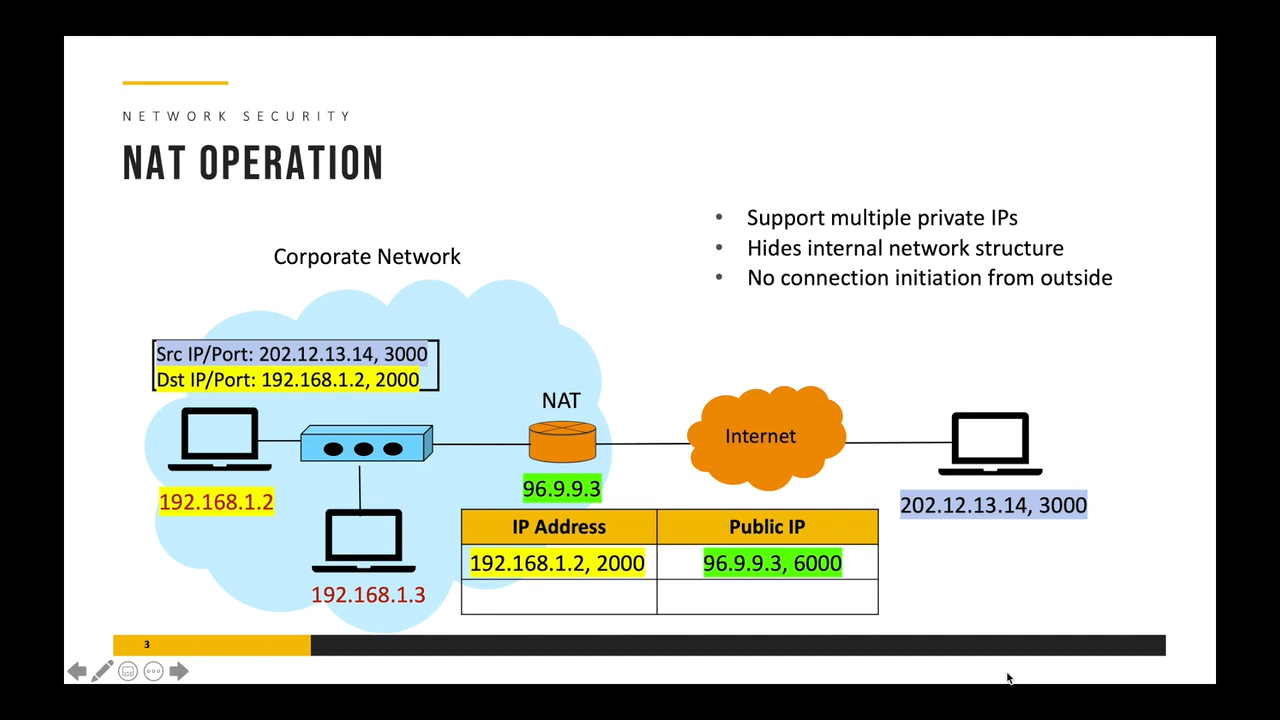 NETWORK SECURITY
NAT OPERATION
• Support multiple private IPs
• Hides internal network structure
• No connection initiation from outside
Corporate Network
Src IP/Port: 202.12.13.14, 3000
Dst IP/Port: 192.168.1.2, 2000
NAT
Internet
192.168.1.2
96.9.9.3
202.12.13.14, 3000
192.168.1.3
IP Address Public IP
192.168.1.2, 2000 96.9.9.3, 6000
3